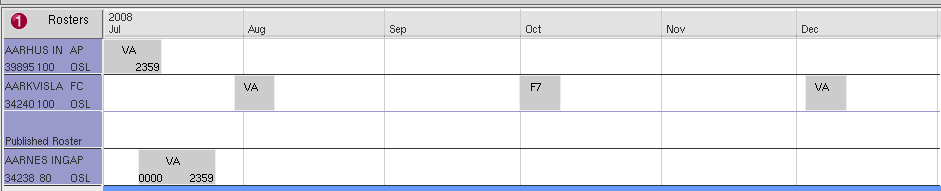 1 Rosters 2008
Jul Aug Sep Oct Nov Dec
AARHUS IN AP VA
39895 100 OSL 2359
AARKVISLA FC VA F7 VA
34240 100 OSL
Published Roster
AARNES INGAP VA
34238 80 OSL 0000 2359